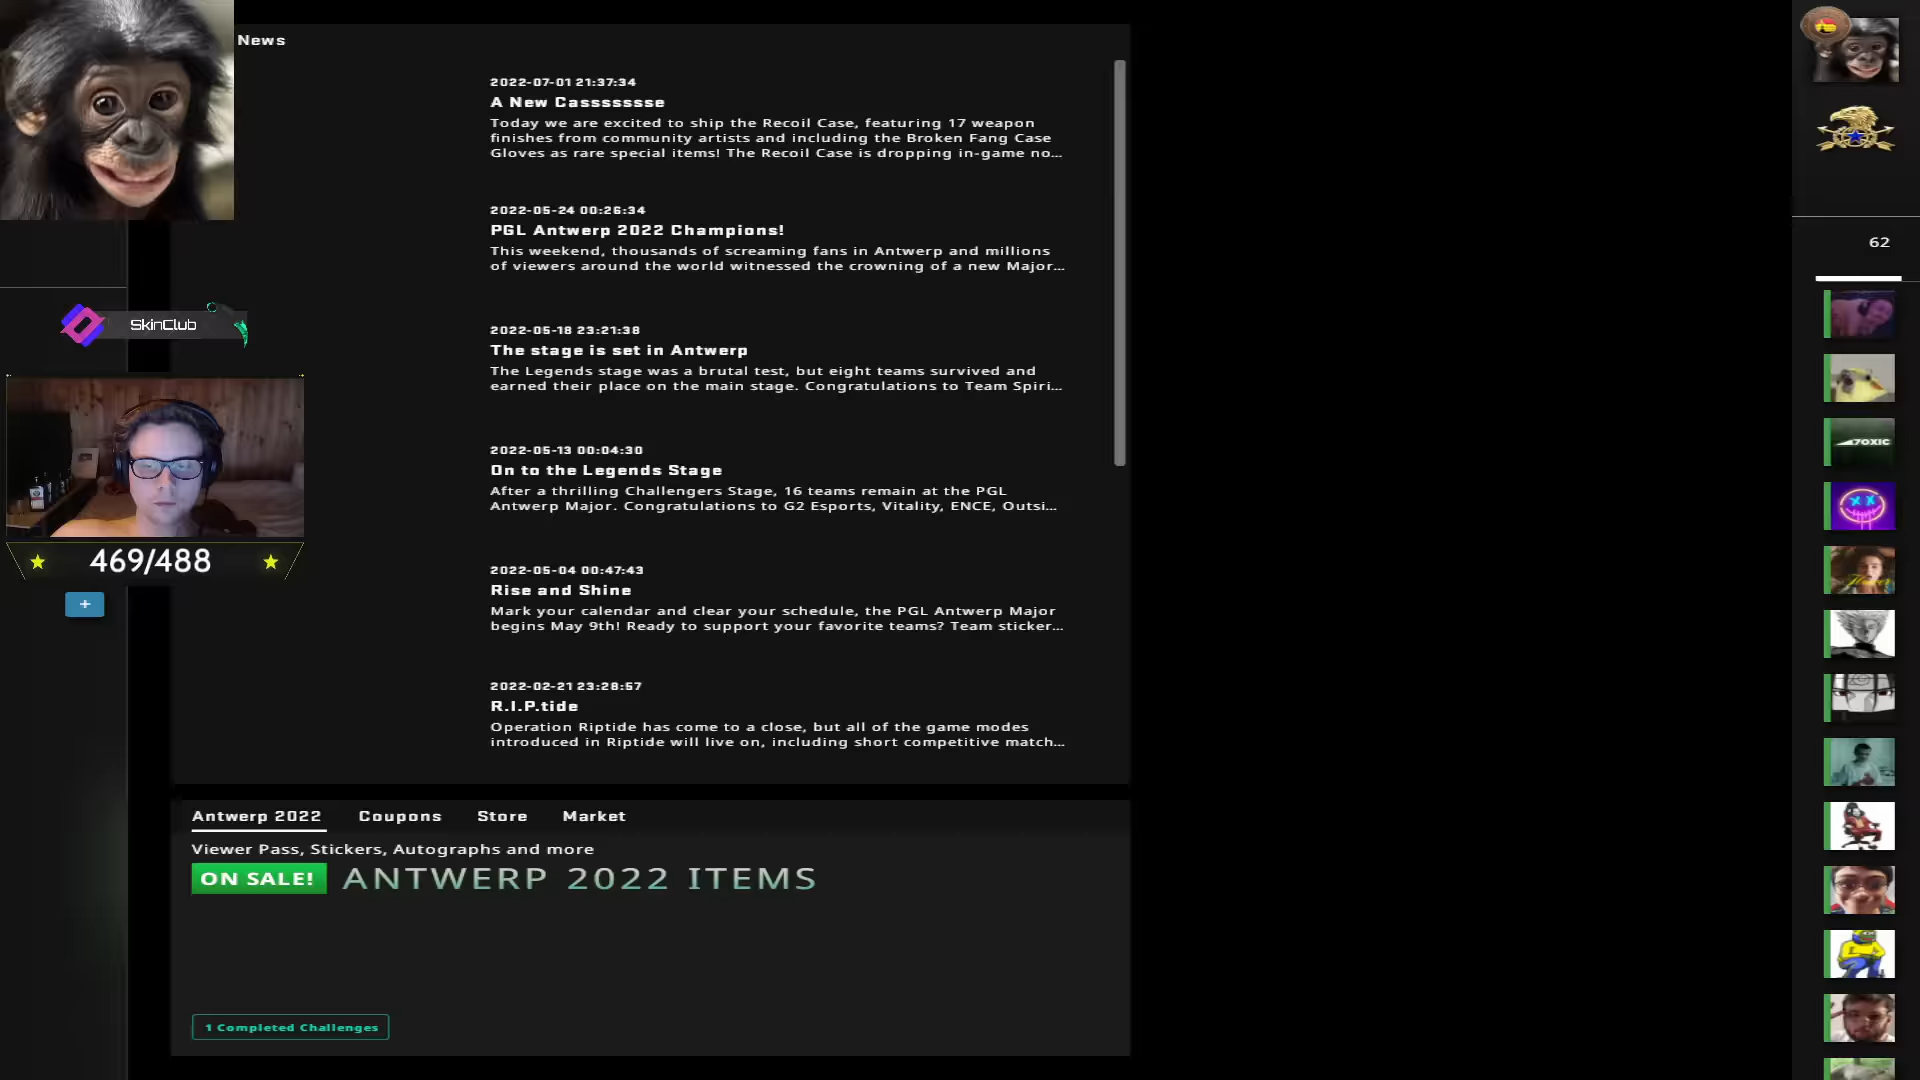 News
2022-07-01 21:37:34
A New Casssssse
Today we are excited to ship the Recoil Case, featuring 17 weapon
finishes from community artists and including the Broken Fang Case
Gloves as rare special items! The Recoil Case is dropping in-game no...
2022-05-24 00:26:34
PGL Antwerp 2022 Champions!
This weekend, thousands of screaming fans in Antwerp and millions
of viewers around the world witnessed the crowning of a new Major...
2022-05-18 23:21:38
The stage is set in Antwerp
The Legends stage was a brutal test, but eight teams survived and
earned their place on the main stage. Congratulations to Team Spiri...
2022-05-13 00:04:30
On to the Legends Stage
After a thrilling Challengers Stage, 16 teams remain at the PGL
Antwerp Major. Congratulations to G2 Esports, Vitality, ENCE, Outsi...
2022-05-04 00:47:43
Rise and Shine
Mark your calendar and clear your schedule, the PGL Antwerp Major
begins May 9th! Ready to support your favorite teams? Team sticker...
2022-02-21 23:28:57
R.I.P.tide
Operation Riptide has come to a close, but all of the game modes
introduced in Riptide will live on, including short competitive match...
Antwerp 2022 Coupons Store Market
Viewer Pass, Stickers, Autographs and more
ON SALE! ANTWERP 2022 ITEMS
1 Completed Challenges
SkinClub
469/488
+
62
7OXIC